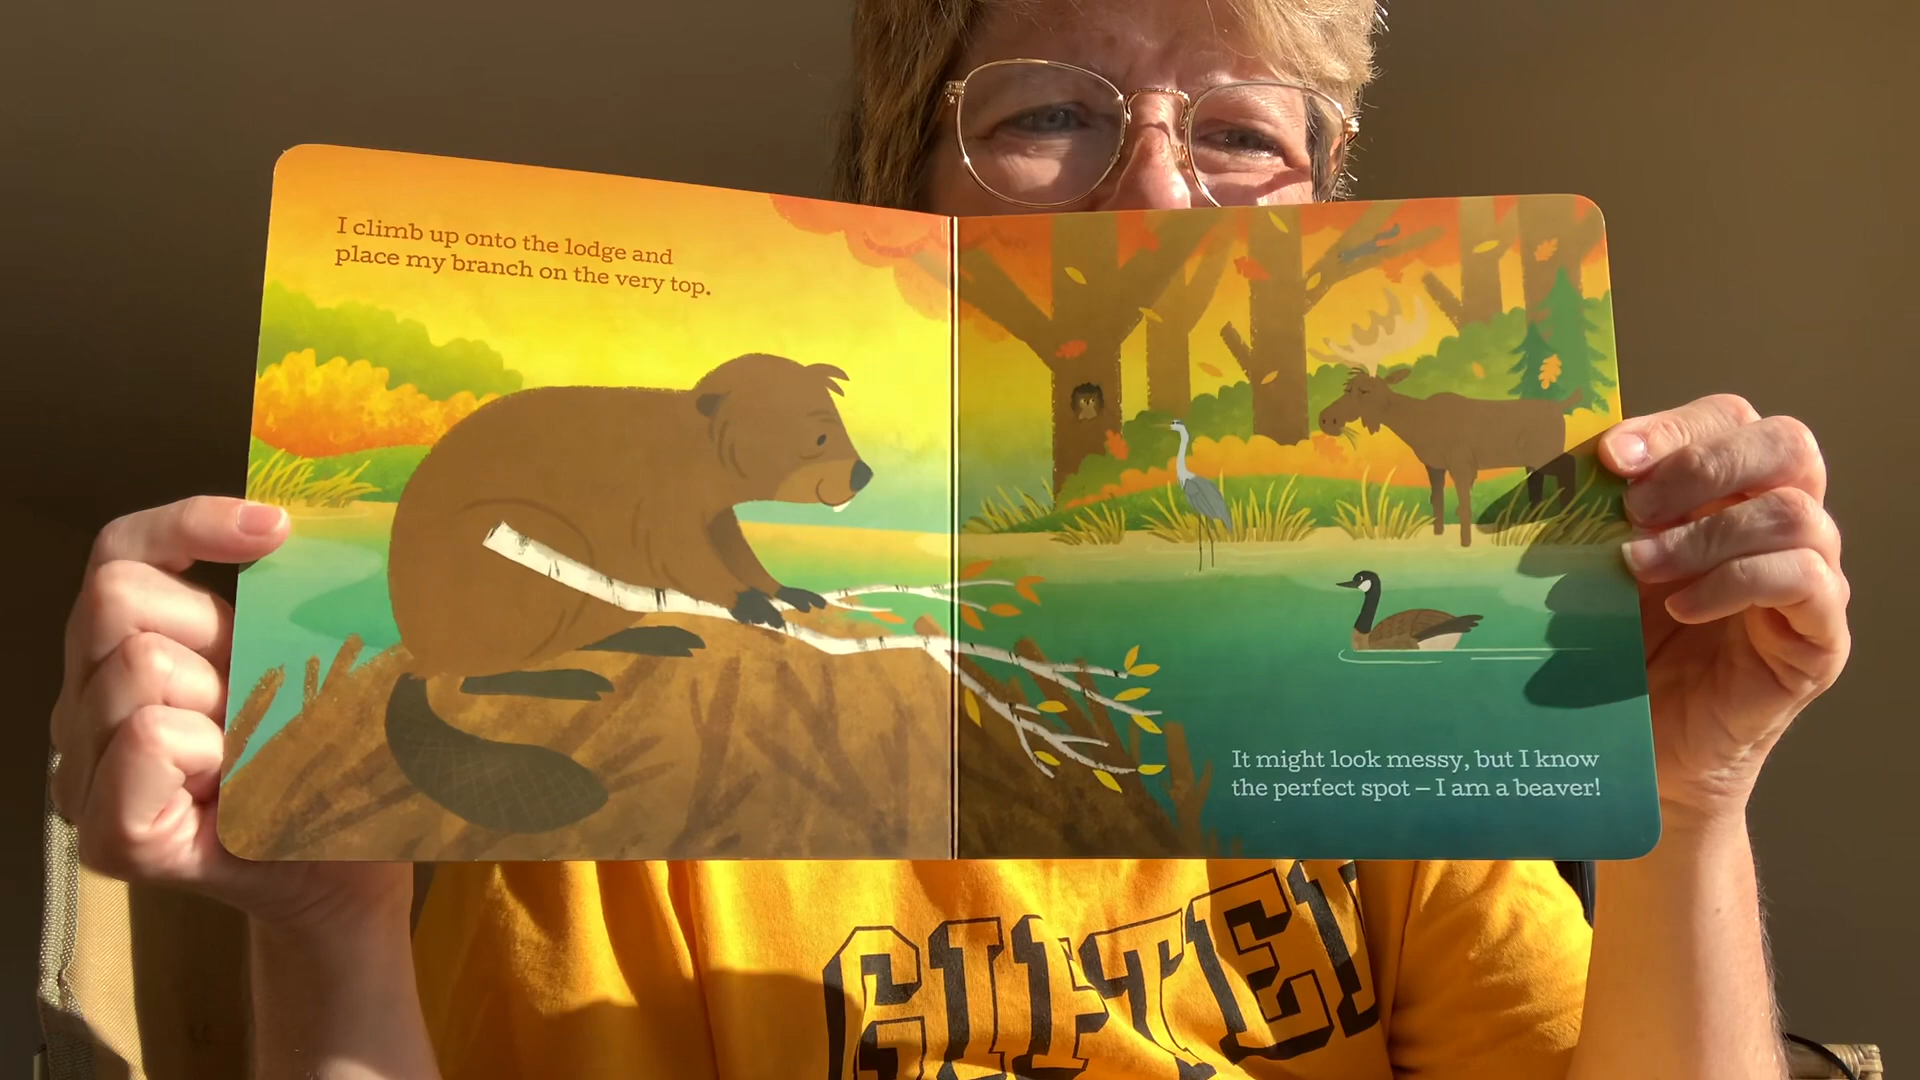 I climb up onto the lodge and
place my branch on the very top.
It might look messy, but I know
the perfect spot – I am a beaver!
GIFTED